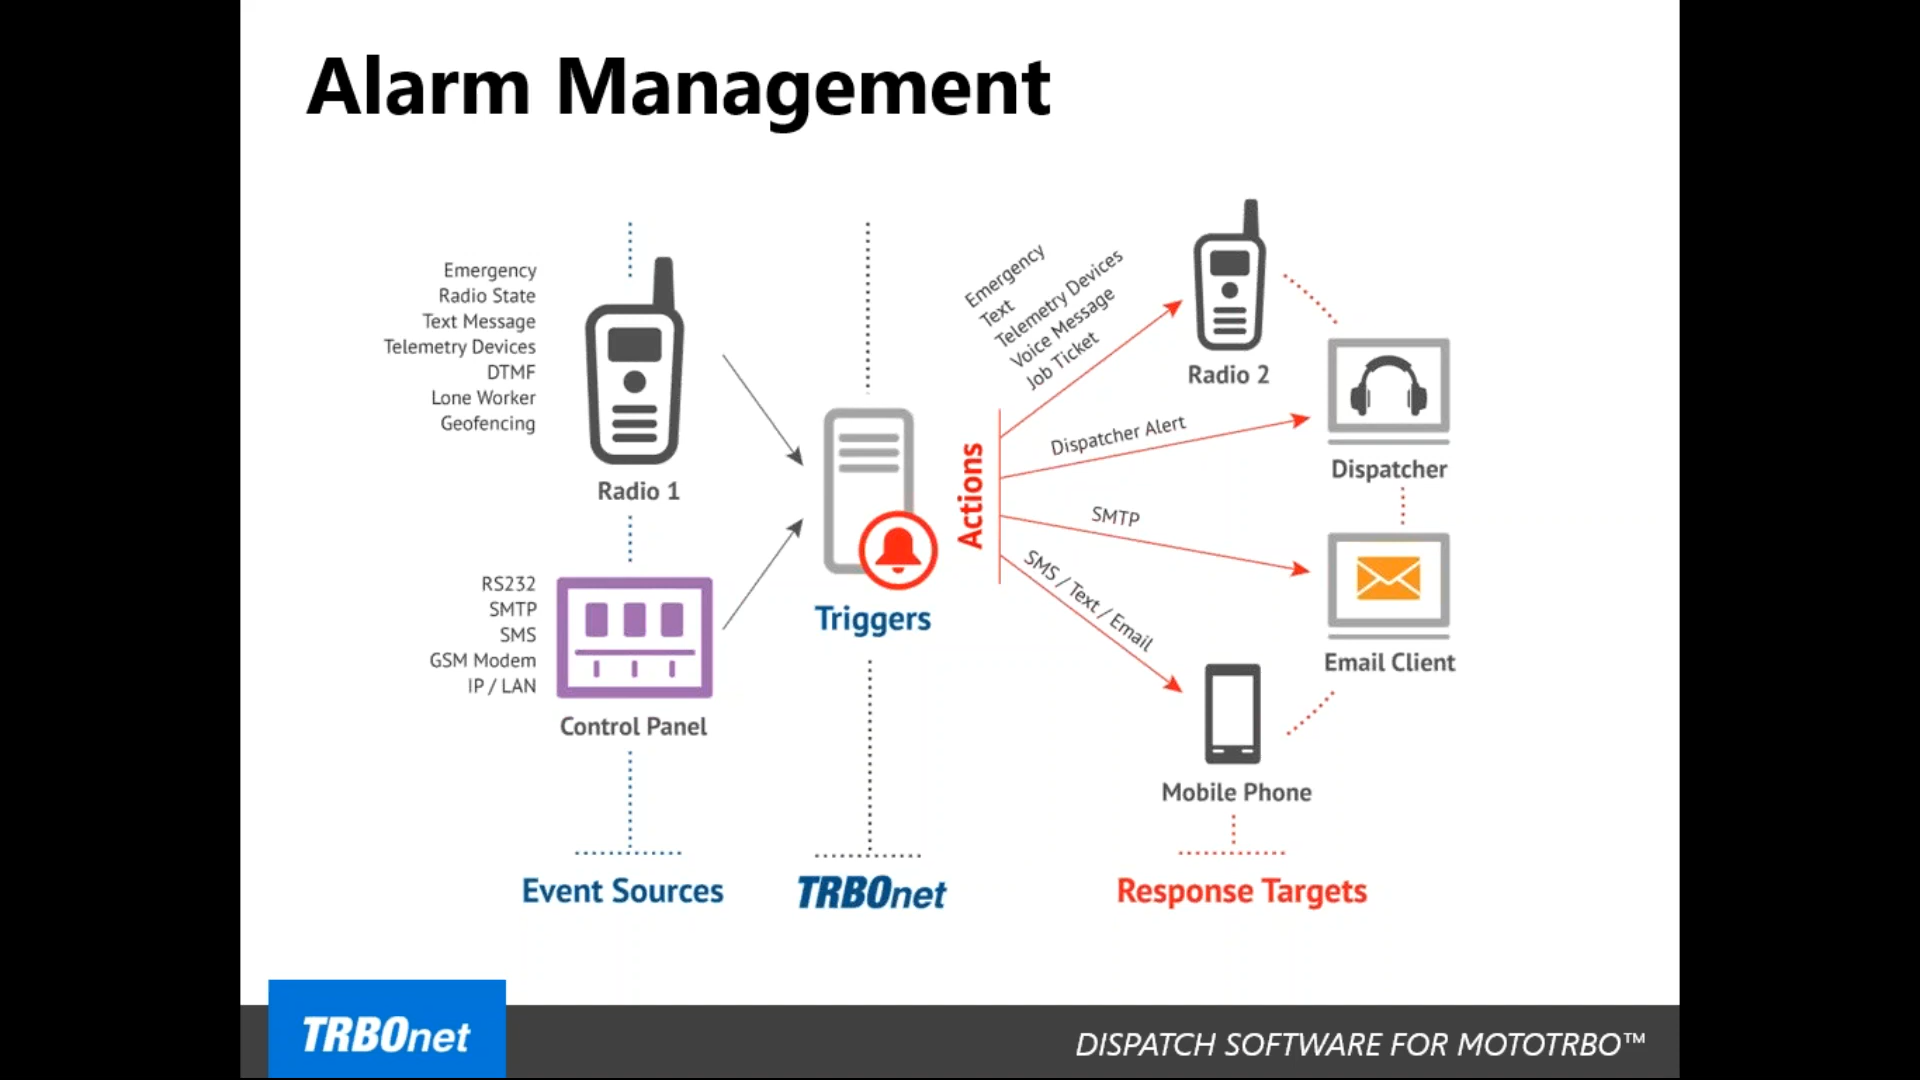 Alarm Management
Emergency
Radio State
Text Message
Telemetry Devices
DTMF
Lone Worker
Geofencing
Radio 1
RS232
SMTP
SMS
GSM Modem
IP / LAN
Control Panel
Event Sources
Triggers
TRBOnet
Actions
Emergency
Text
Telemetry Devices
Voice Message
Job Ticket
Radio 2
Dispatcher Alert
Dispatcher
SMTP
Email Client
SMS / Text / Email
Mobile Phone
Response Targets
TRBOnet
DISPATCH SOFTWARE FOR MOTOTRBO™